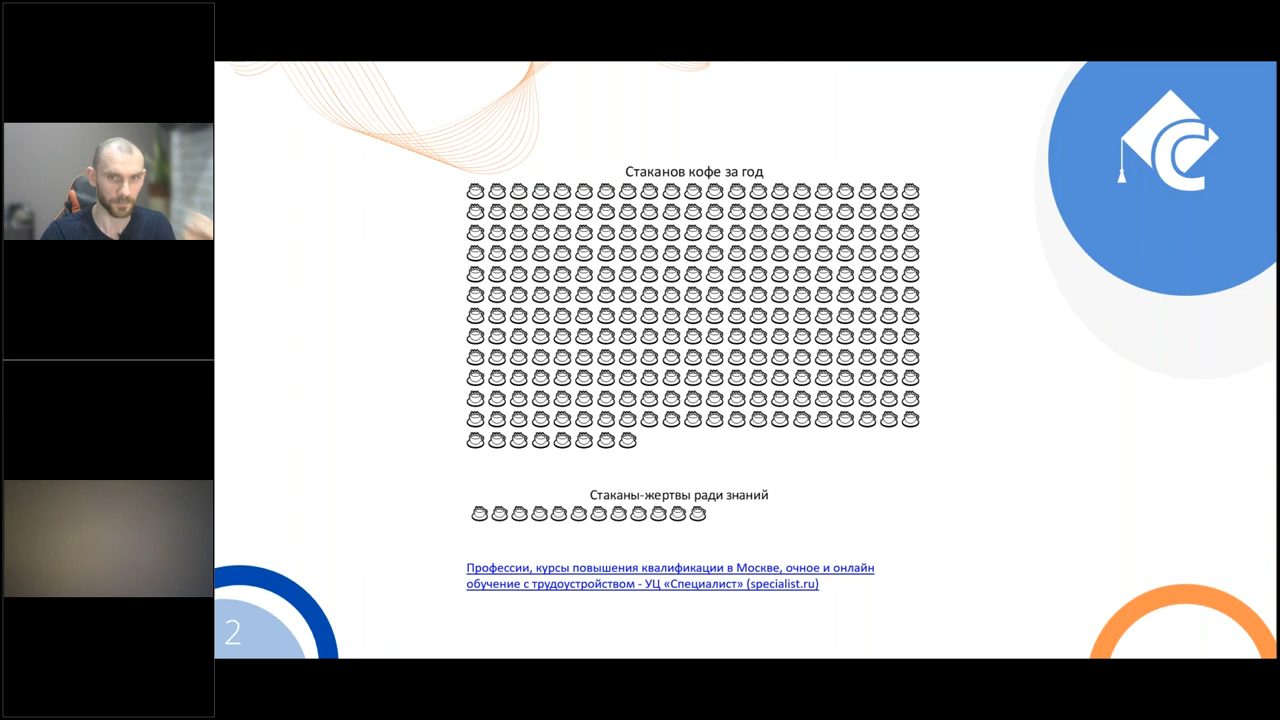 Стаканов кофе за год
Стаканы-жертвы ради знаний
Профессии, курсы повышения квалификации в Москве, очное и онлайн
обучение с трудоустройством - УЦ «Специалист» (specialist.ru)
2